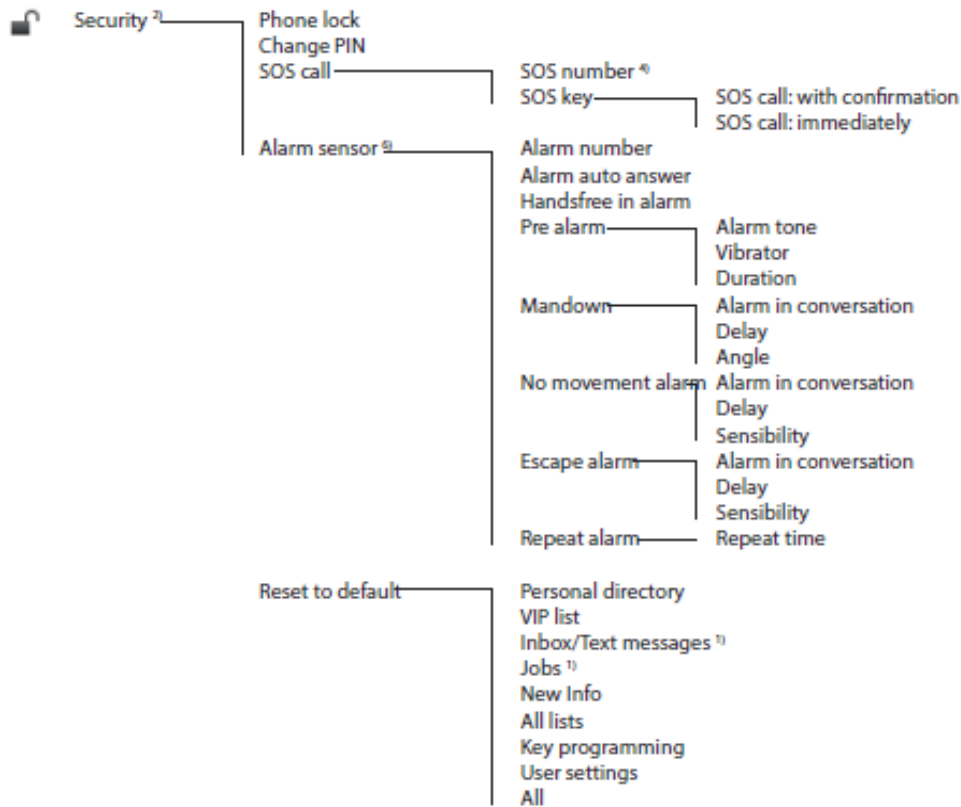 Security ²⁾ Phone lock
Change PIN
SOS call SOS number ⁴⁾
SOS key SOS call: with confirmation
SOS call: immediately
Alarm sensor ⁶⁾ Alarm number
Alarm auto answer
Handsfree in alarm
Pre alarm Alarm tone
Vibrator
Duration
Mandown Alarm in conversation
Delay
Angle
No movement alarm Alarm in conversation
Delay
Sensibility
Escape alarm Alarm in conversation
Delay
Sensibility
Repeat alarm Repeat time
Reset to default Personal directory
VIP list
Inbox/Text messages ¹⁾
Jobs ¹⁾
New Info
All lists
Key programming
User settings
All